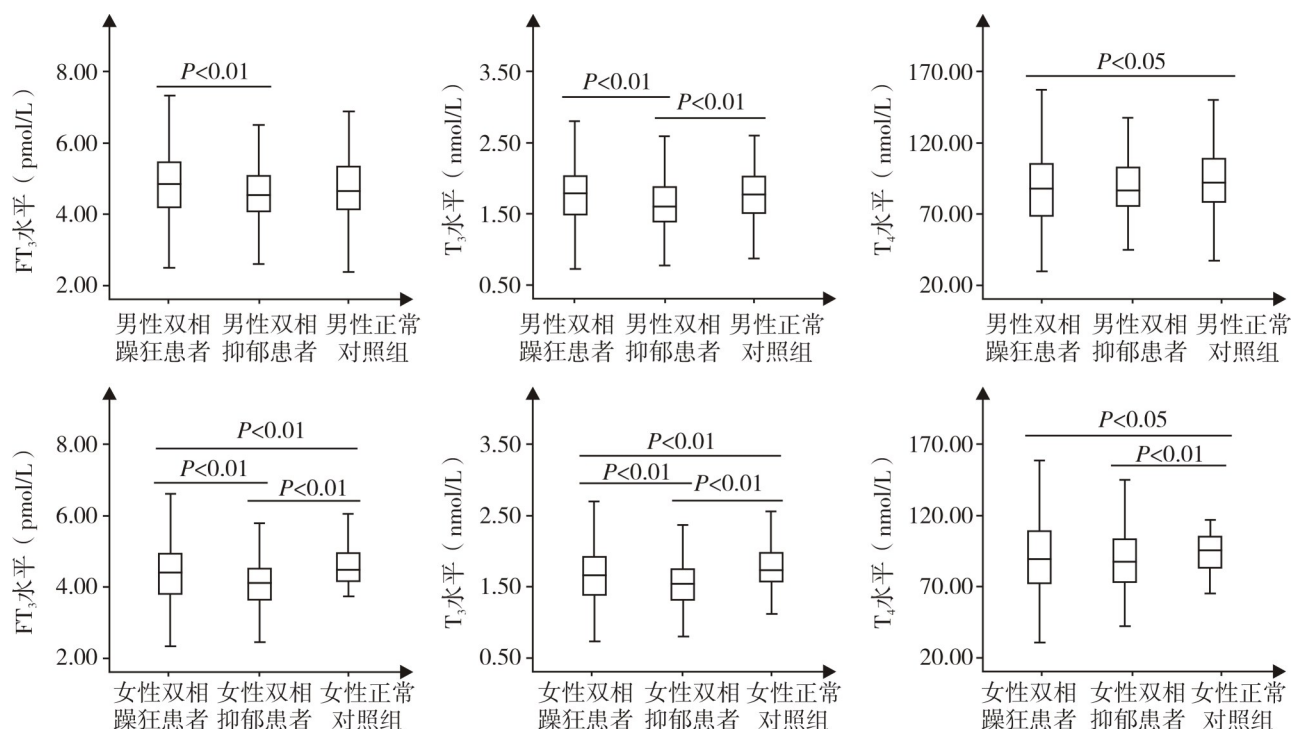 FT₃水平(pmol/L)
8.00
6.00
4.00
2.00
P<0.01
男性双相
躁狂患者
男性双相
抑郁患者
男性正常
对照组
T₃水平(nmol/L)
3.50
2.50
1.50
0.50
P<0.01
P<0.01
男性双相
躁狂患者
男性双相
抑郁患者
男性正常
对照组
T₄水平(nmol/L)
170.00
120.00
70.00
20.00
P<0.05
男性双相
躁狂患者
男性双相
抑郁患者
男性正常
对照组
FT₃水平(pmol/L)
8.00
6.00
4.00
2.00
P<0.01
P<0.01
P<0.01
女性双相
躁狂患者
女性双相
抑郁患者
女性正常
对照组
T₃水平(nmol/L)
3.50
2.50
1.50
0.50
P<0.01
P<0.01
P<0.01
女性双相
躁狂患者
女性双相
抑郁患者
女性正常
对照组
T₄水平(nmol/L)
170.00
120.00
70.00
20.00
P<0.05
P<0.01
女性双相
躁狂患者
女性双相
抑郁患者
女性正常
对照组